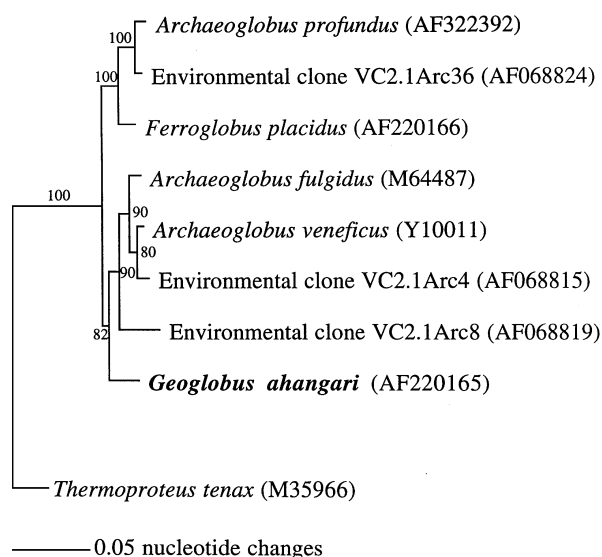 100
Archaeoglobus profundus (AF322392)
100
Environmental clone VC2.1Arc36 (AF068824)
Ferroglobus placidus (AF220166)
100
Archaeoglobus fulgidus (M64487)
90
Archaeoglobus veneficus (Y10011)
80
90
Environmental clone VC2.1Arc4 (AF068815)
Environmental clone VC2.1Arc8 (AF068819)
82
Geoglobus ahangari (AF220165)
Thermoproteus tenax (M35966)
0.05 nucleotide changes